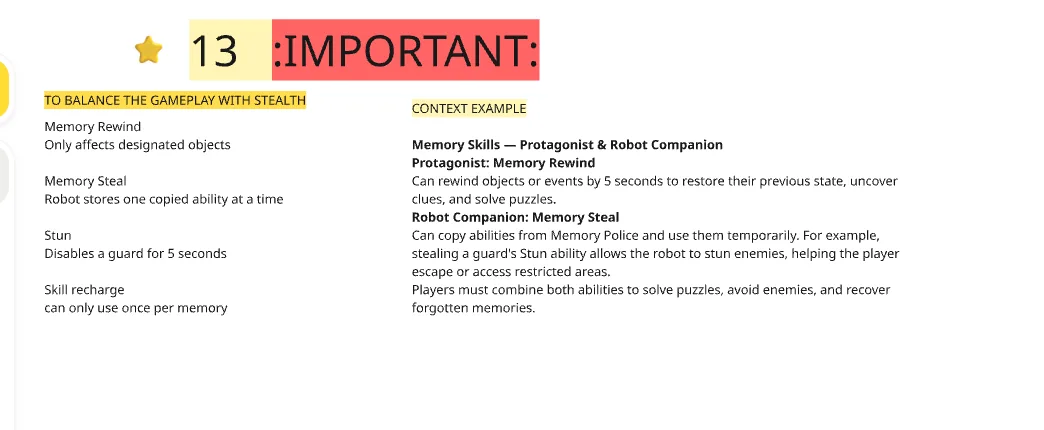 13 :IMPORTANT:
TO BALANCE THE GAMEPLAY WITH STEALTH
Memory Rewind
Only affects designated objects
Memory Steal
Robot stores one copied ability at a time
Stun
Disables a guard for 5 seconds
Skill recharge
can only use once per memory
CONTEXT EXAMPLE
Memory Skills — Protagonist & Robot Companion
Protagonist: Memory Rewind
Can rewind objects or events by 5 seconds to restore their previous state, uncover
clues, and solve puzzles.
Robot Companion: Memory Steal
Can copy abilities from Memory Police and use them temporarily. For example,
stealing a guard's Stun ability allows the robot to stun enemies, helping the player
escape or access restricted areas.
Players must combine both abilities to solve puzzles, avoid enemies, and recover
forgotten memories.